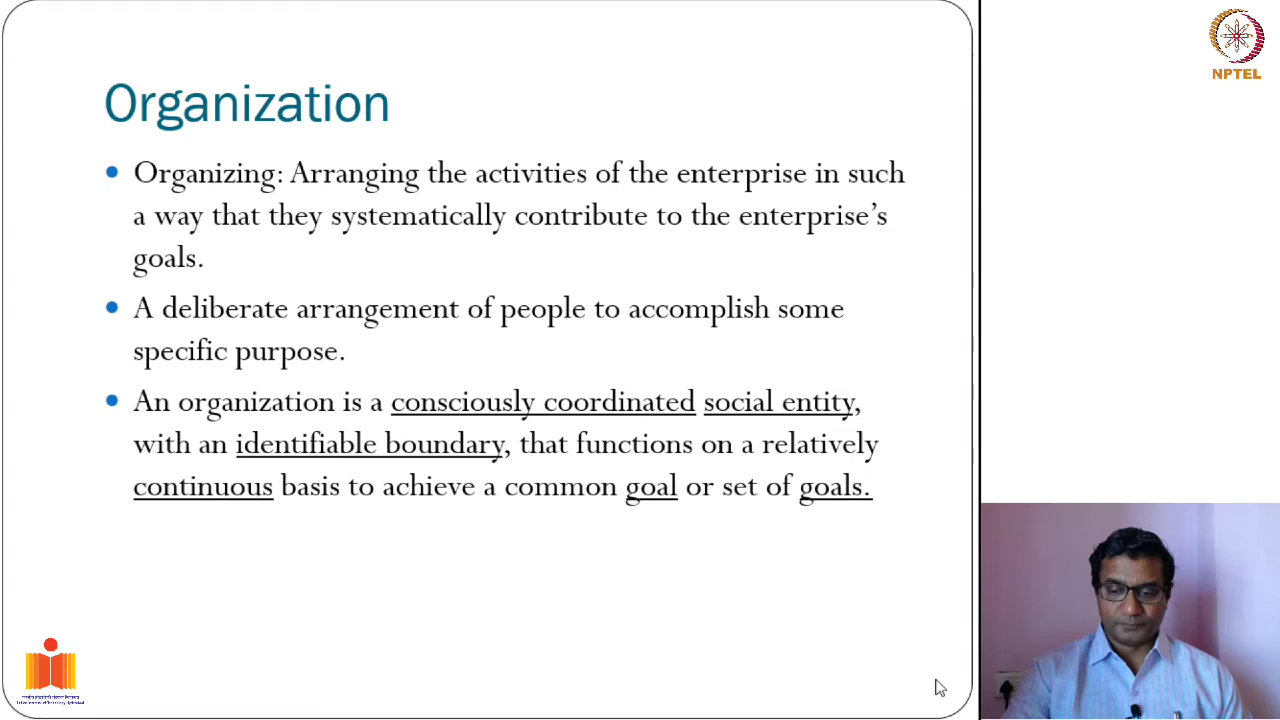 NPTEL
Organization
Organizing: Arranging the activities of the enterprise in such
a way that they systematically contribute to the enterprise’s
goals.
A deliberate arrangement of people to accomplish some
specific purpose.
An organization is a consciously coordinated social entity,
with an identifiable boundary, that functions on a relatively
continuous basis to achieve a common goal or set of goals.